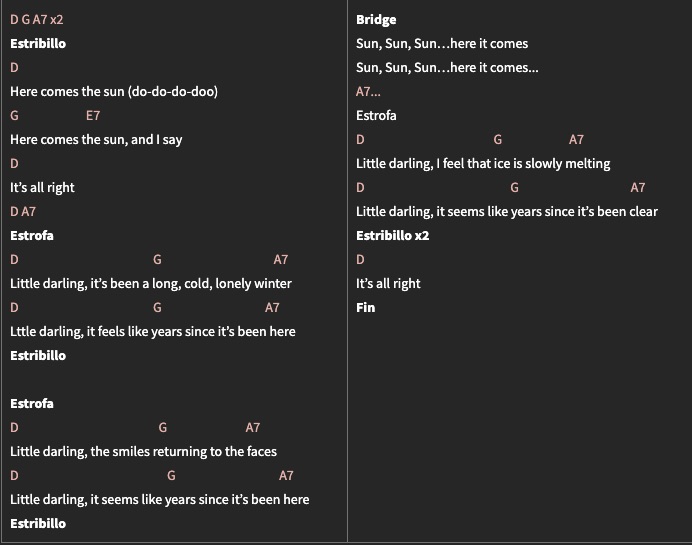 D G A7 x2
Estribillo
D
Here comes the sun (do-do-do-doo)
G E7
Here comes the sun, and I say
D
It's all right
D A7
Estrofa
D G A7
Little darling, it's been a long, cold, lonely winter
D G A7
Lttle darling, it feels like years since it's been here
Estribillo
Estrofa
D G A7
Little darling, the smiles returning to the faces
D G A7
Little darling, it seems like years since it's been here
Estribillo
Bridge
Sun, Sun, Sun…here it comes
Sun, Sun, Sun…here it comes...
A7...
Estrofa
D G A7
Little darling, I feel that ice is slowly melting
D G A7
Little darling, it seems like years since it's been clear
Estribillo x2
D
It's all right
Fin